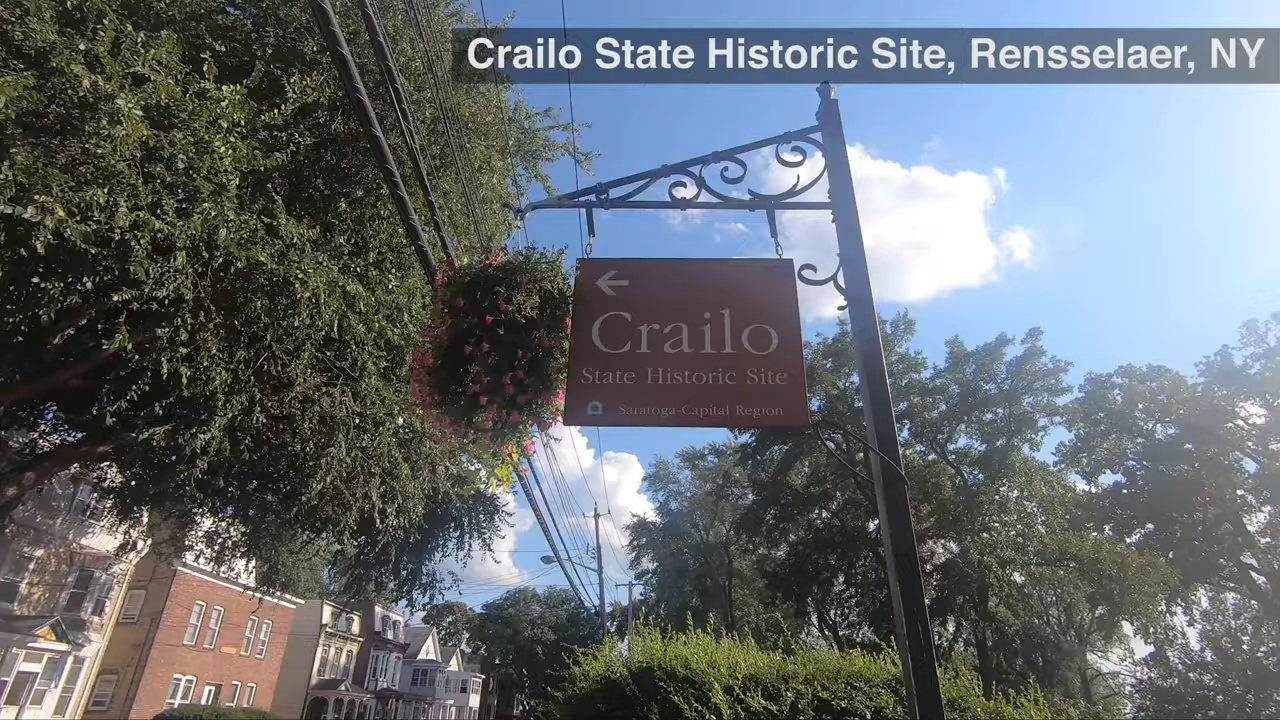 Crailo State Historic Site, Rensselaer, NY
Crailo
State Historic Site
Saratoga-Capital Region